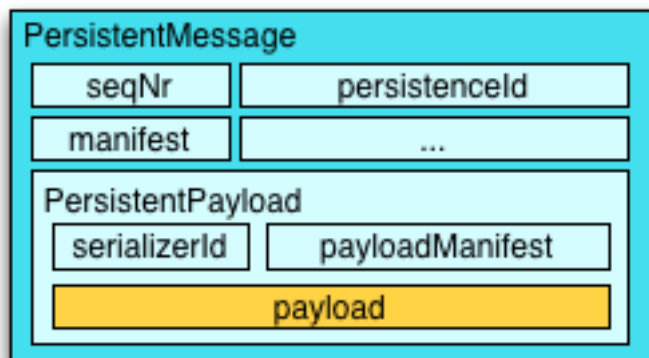 PersistentMessage
seqNr persistenceId
manifest ...
PersistentPayload
serializerId payloadManifest
payload